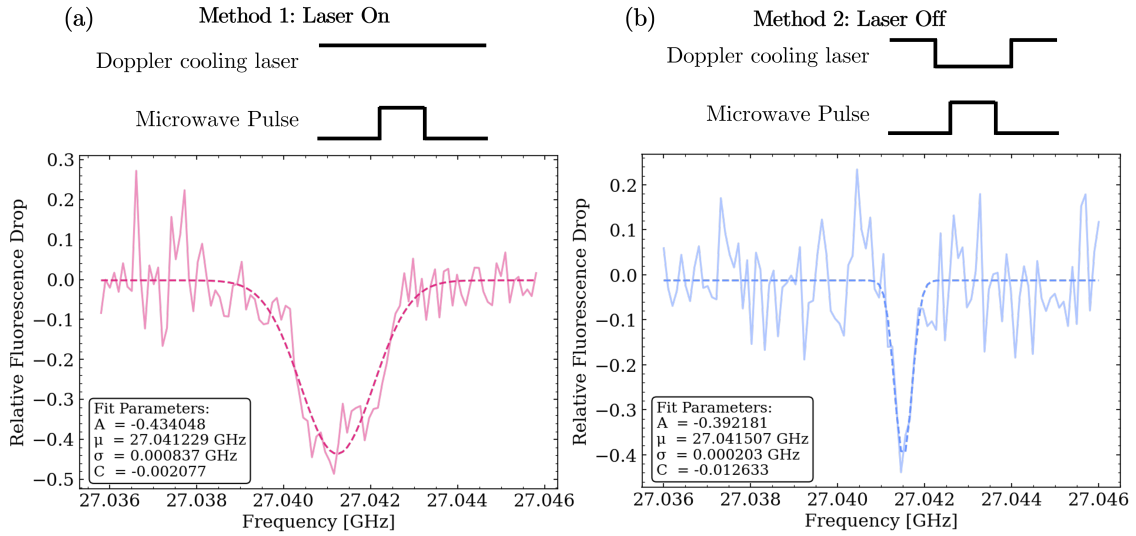 (a)
Method 1: Laser On
Doppler cooling laser
Microwave Pulse
Relative Fluorescence Drop
0.3
0.2
0.1
0.0
−0.1
−0.2
−0.3
−0.4
−0.5
Fit Parameters:
A = -0.434048
μ = 27.041229 GHz
σ = 0.000837 GHz
C = -0.002077
27.036 27.038 27.040 27.042 27.044 27.046
Frequency [GHz]
(b)
Method 2: Laser Off
Doppler cooling laser
Microwave Pulse
Relative Fluorescence Drop
0.2
0.1
0.0
−0.1
−0.2
−0.3
−0.4
Fit Parameters:
A = -0.392181
μ = 27.041507 GHz
σ = 0.000203 GHz
C = -0.012633
27.036 27.038 27.040 27.042 27.044 27.046
Frequency [GHz]